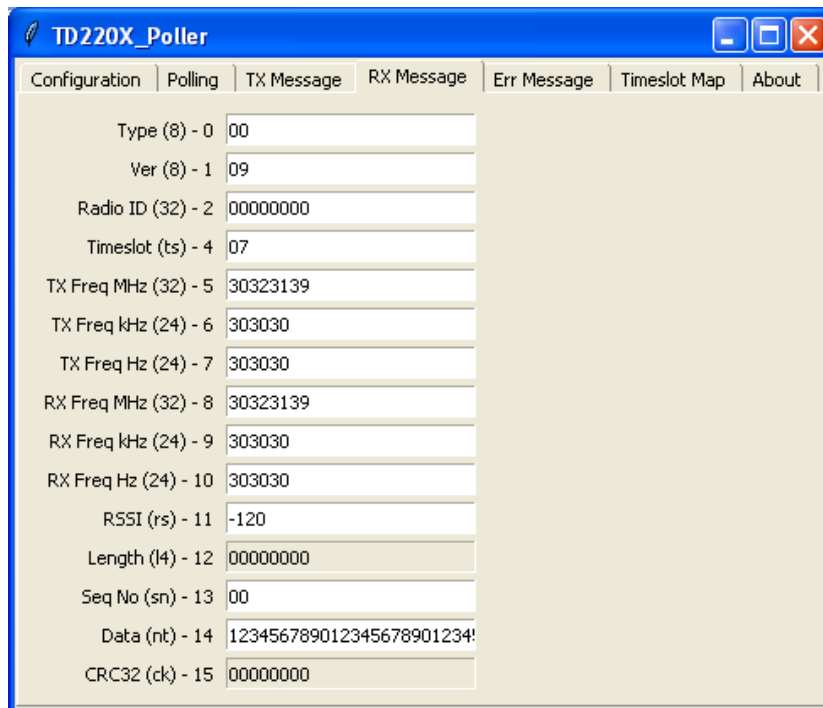 TD220X_Poller
Configuration Polling TX Message RX Message Err Message Timeslot Map About
Type (8) - 0 00
Ver (8) - 1 09
Radio ID (32) - 2 00000000
Timeslot (ts) - 4 07
TX Freq MHz (32) - 5 30323139
TX Freq kHz (24) - 6 303030
TX Freq Hz (24) - 7 303030
RX Freq MHz (32) - 8 30323139
RX Freq kHz (24) - 9 303030
RX Freq Hz (24) - 10 303030
RSSI (rs) - 11 -120
Length (l4) - 12 00000000
Seq No (sn) - 13 00
Data (nt) - 14 123456789012345678901234
CRC32 (ck) - 15 00000000